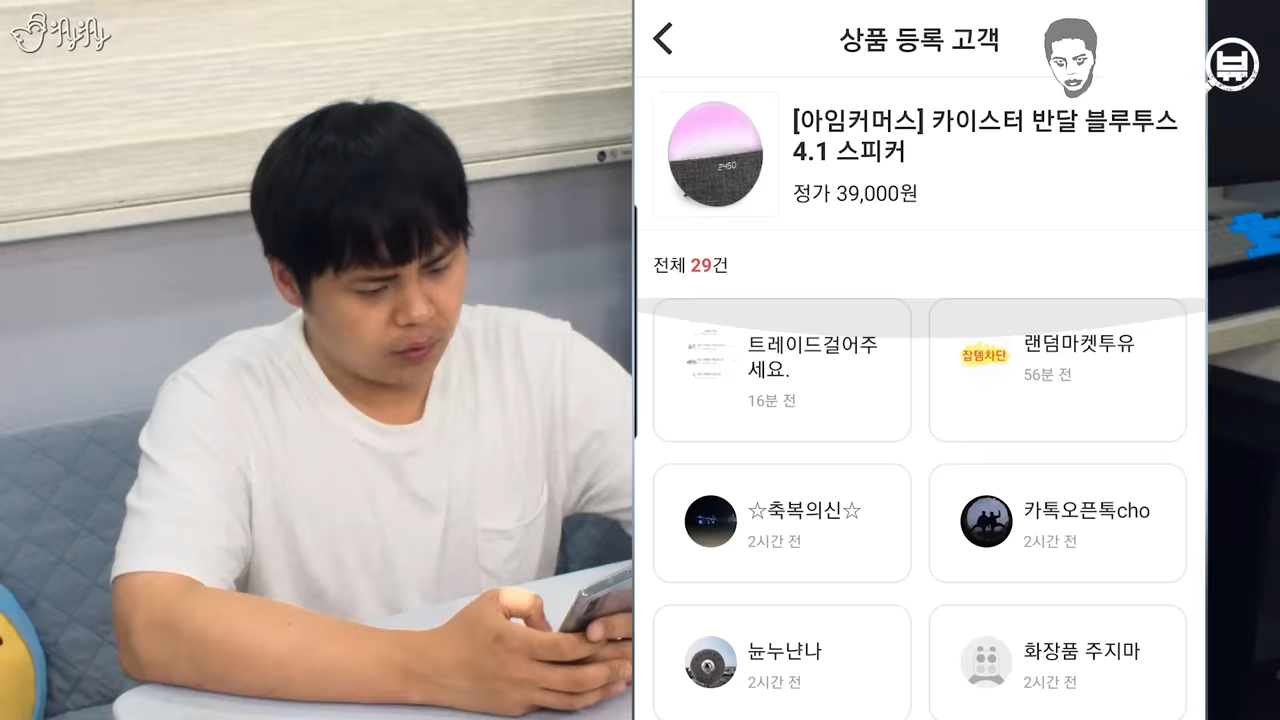 상품 등록 고객
[아임커머스] 카이스터 반달 블루투스
4.1 스피커
정가 39,000원
전체 29건
트레이드걸어주
세요.
16분 전
잡템차단
랜덤마켓투유
56분 전
☆축복의신☆
2시간 전
카톡오픈톡cho
2시간 전
뉸누냔나
2시간 전
화장품 주지마
2시간 전